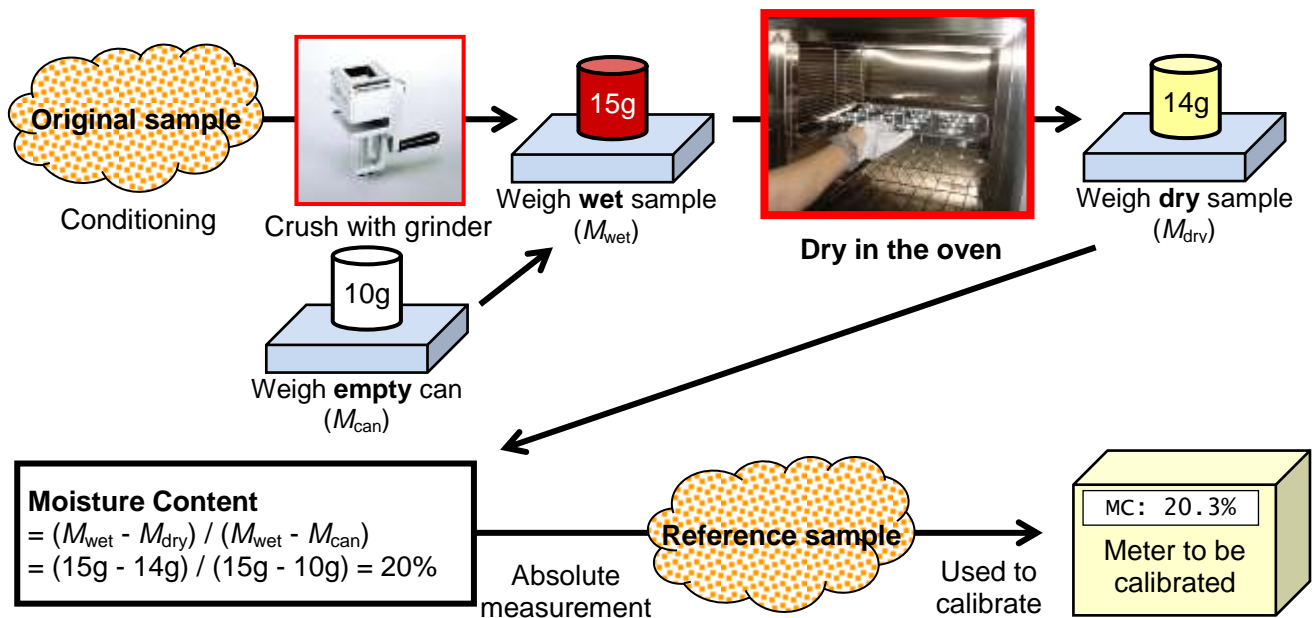 Original sample
Conditioning
Crush with grinder
15g
Weigh wet sample
(Mwet)
Dry in the oven
14g
Weigh dry sample
(Mdry)
10g
Weigh empty can
(Mcan)
Moisture Content
= (Mwet - Mdry) / (Mwet - Mcan)
= (15g - 14g) / (15g - 10g) = 20%
Absolute
measurement
Reference sample
Used to
calibrate
MC: 20.3%
Meter to be
calibrated